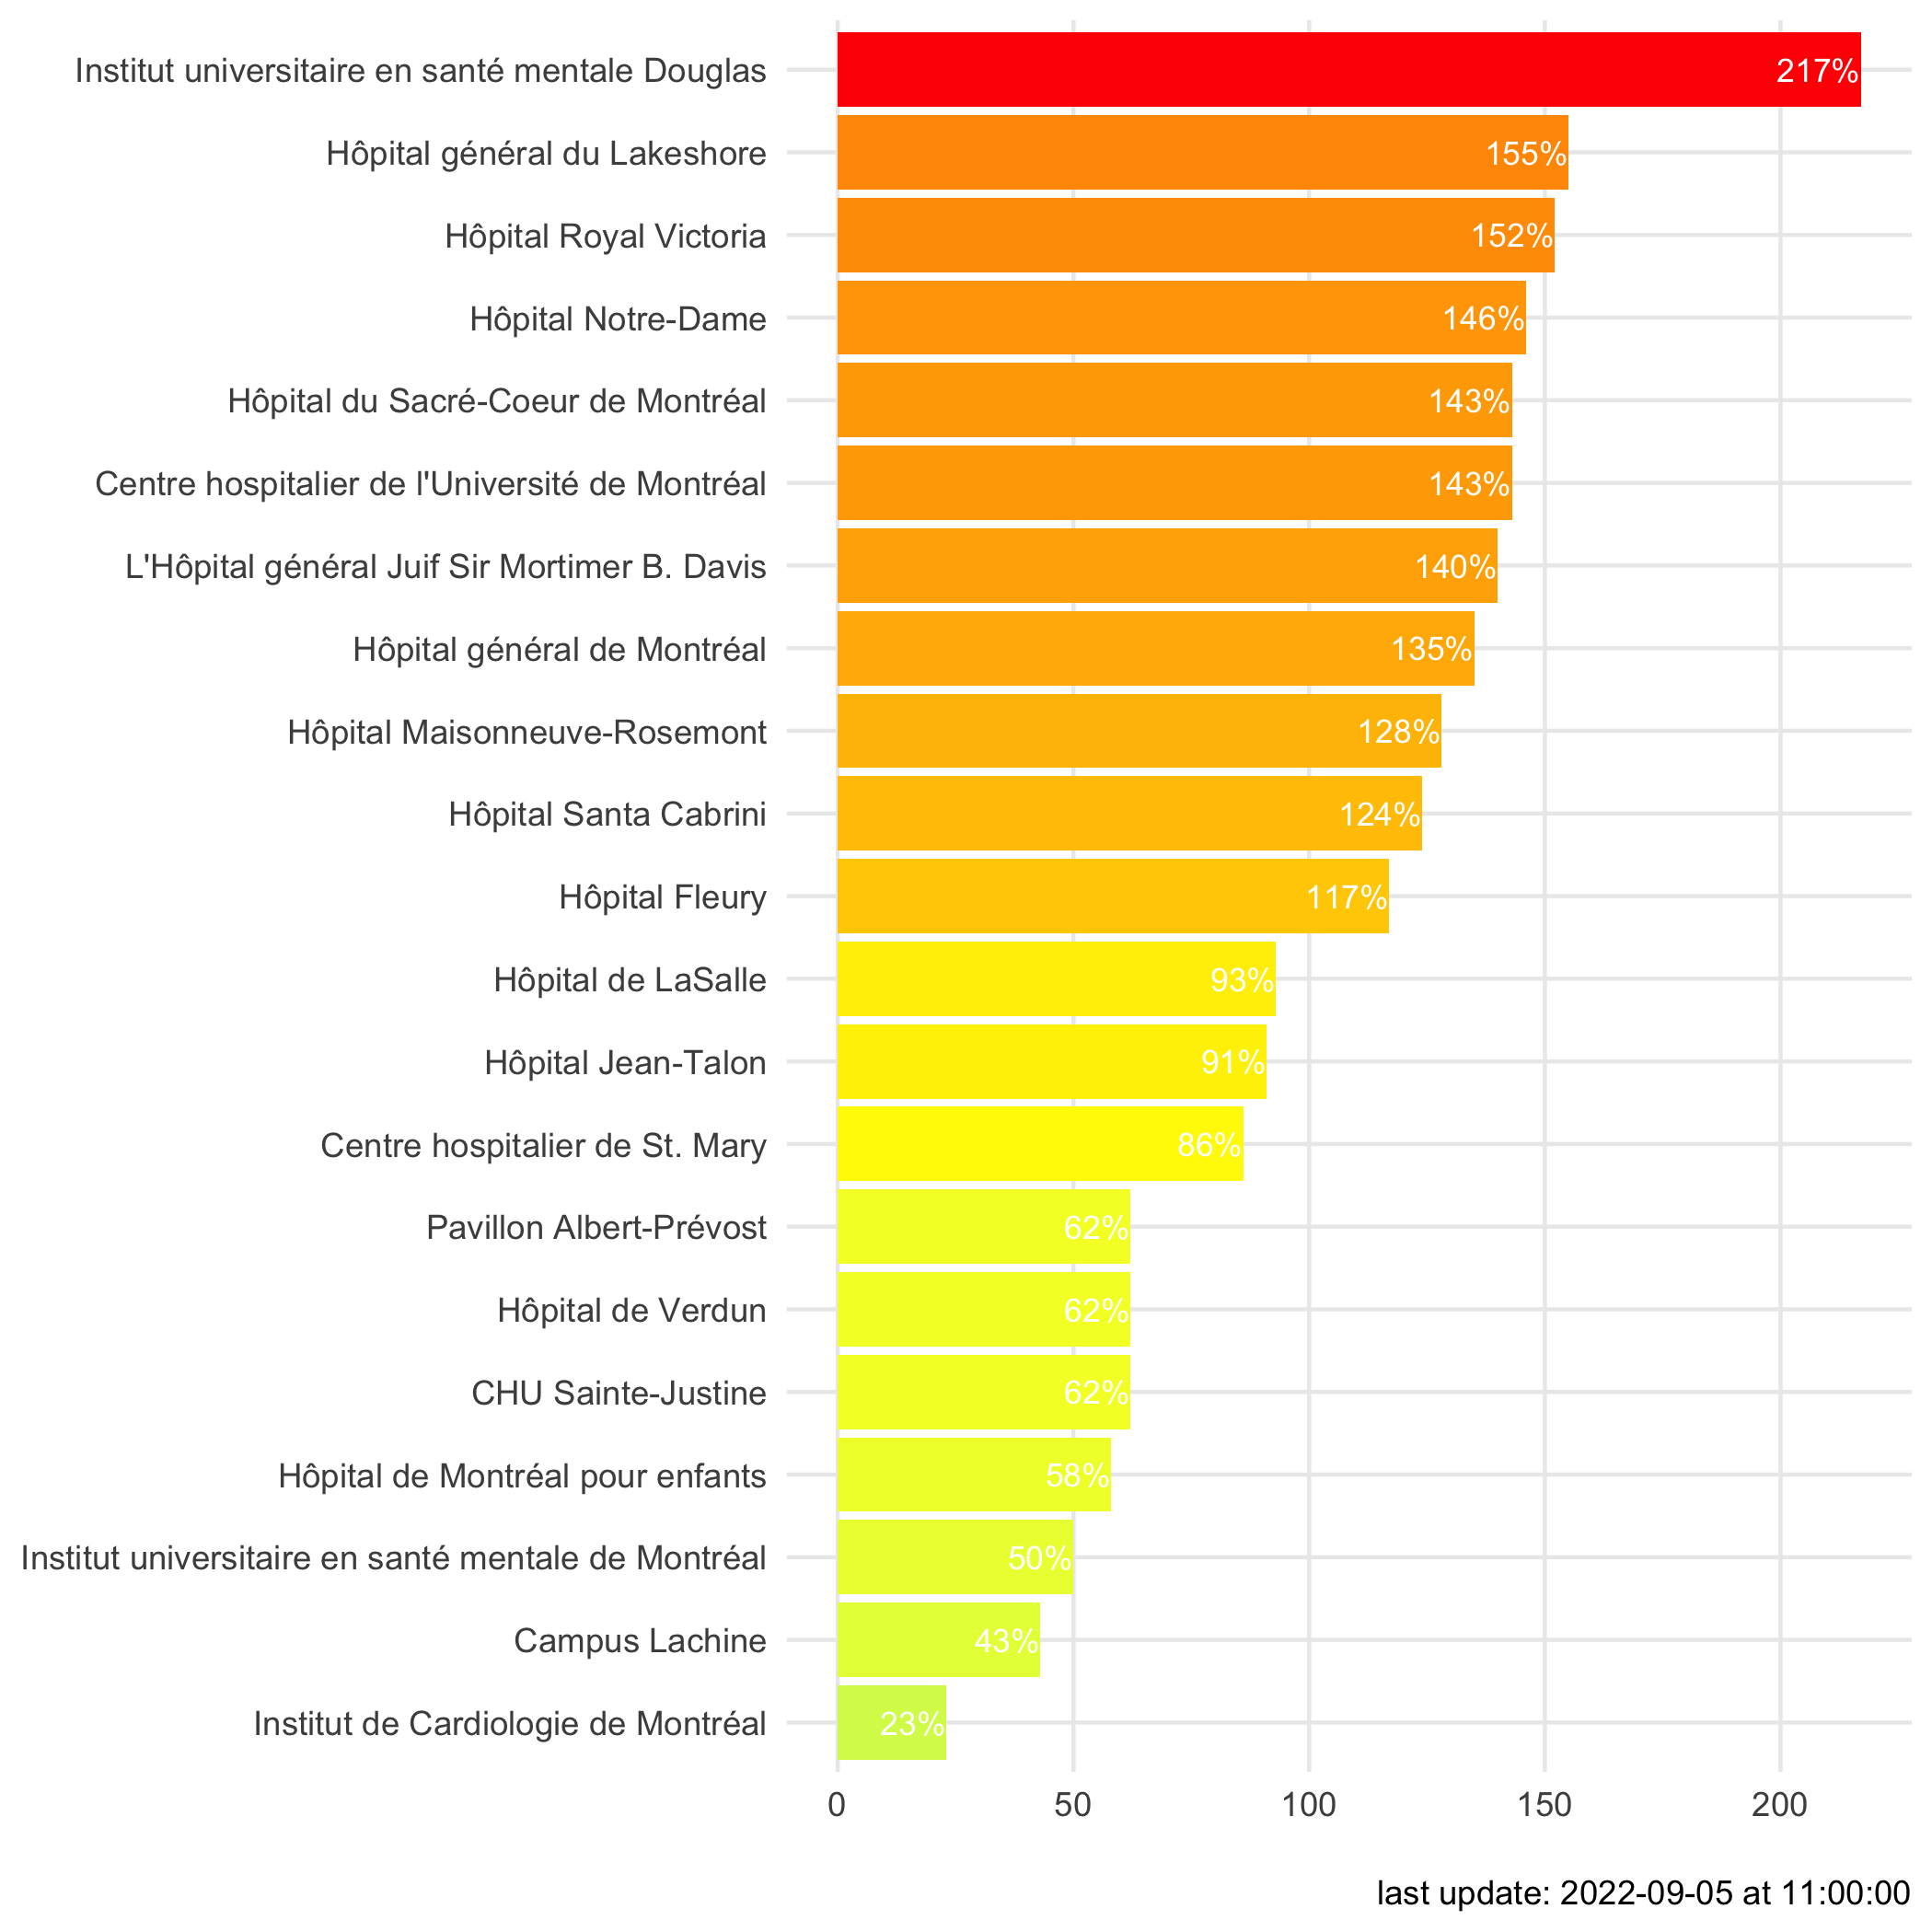 Institut universitaire en santé mentale Douglas 217%
Hôpital général du Lakeshore 155%
Hôpital Royal Victoria 152%
Hôpital Notre-Dame 146%
Hôpital du Sacré-Coeur de Montréal 143%
Centre hospitalier de l'Université de Montréal 143%
L'Hôpital général Juif Sir Mortimer B. Davis 140%
Hôpital général de Montréal 135%
Hôpital Maisonneuve-Rosemont 128%
Hôpital Santa Cabrini 124%
Hôpital Fleury 117%
Hôpital de LaSalle 93%
Hôpital Jean-Talon 91%
Centre hospitalier de St. Mary 86%
Pavillon Albert-Prévost 62%
Hôpital de Verdun 62%
CHU Sainte-Justine 62%
Hôpital de Montréal pour enfants 58%
Institut universitaire en santé mentale de Montréal 50%
Campus Lachine 43%
Institut de Cardiologie de Montréal 23%
0 50 100 150 200
last update: 2022-09-05 at 11:00:00